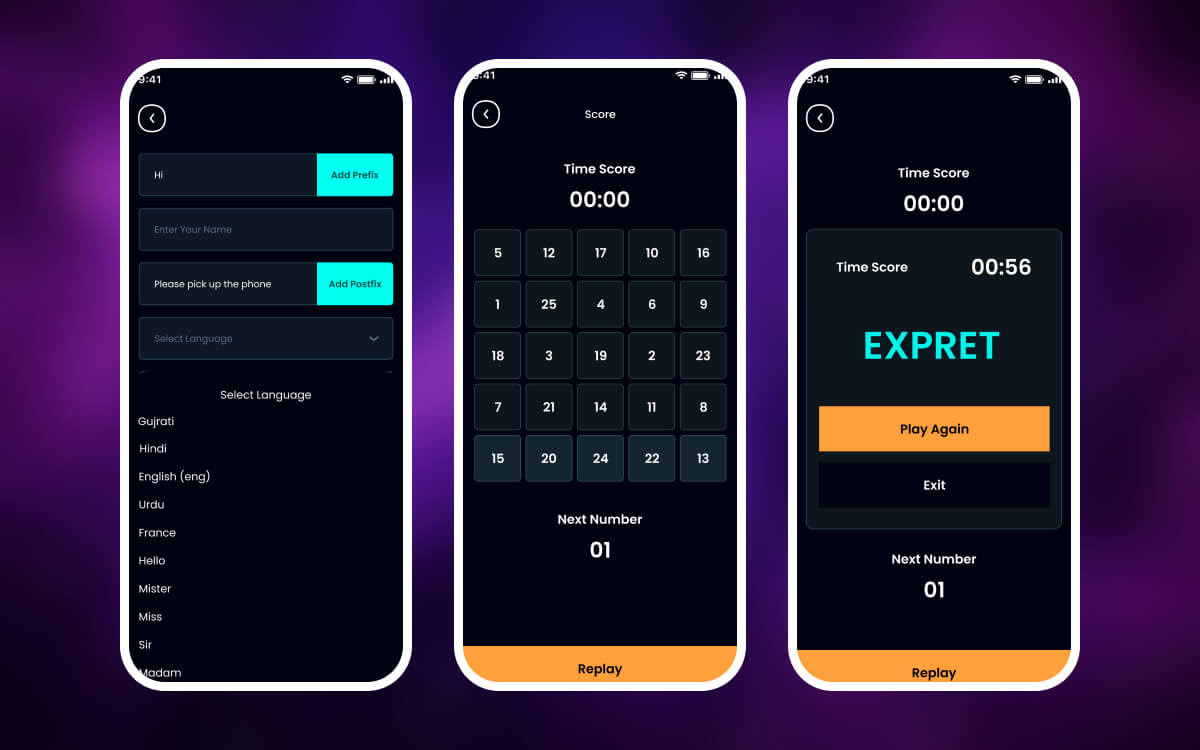 9:41
Hi
Add Prefix
Enter Your Name
Please pick up the phone
Add Postfix
Select Language
Select Language
Gujrati
Hindi
English (eng)
Urdu
France
Hello
Mister
Miss
Sir
Madam
9:41
Score
Time Score
00:00
5 12 17 10 16
1 25 4 6 9
18 3 19 2 23
7 21 14 11 8
15 20 24 22 13
Next Number
01
Replay
9:41
Time Score
00:00
Time Score 00:56
EXPRET
Play Again
Exit
Next Number
01
Replay